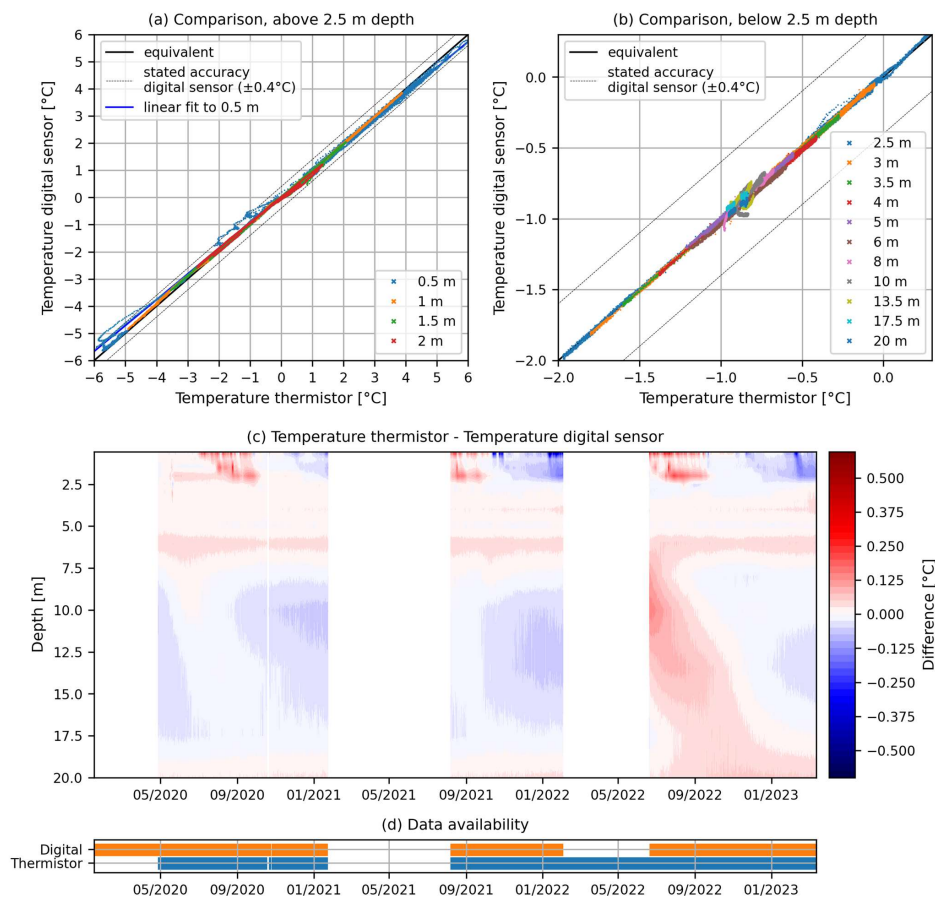 (a) Comparison, above 2.5 m depth
6
5
4
3
2
1
0
−1
−2
−3
−4
−5
−6
−6 −5 −4 −3 −2 −1 0 1 2 3 4 5 6
Temperature digital sensor [°C]
Temperature thermistor [°C]
equivalent
stated accuracy
digital sensor (±0.4°C)
linear fit to 0.5 m
0.5 m
1 m
1.5 m
2 m
(b) Comparison, below 2.5 m depth
0.0
−0.5
−1.0
−1.5
−2.0
−2.0 −1.5 −1.0 −0.5 0.0
Temperature digital sensor [°C]
Temperature thermistor [°C]
equivalent
stated accuracy
digital sensor (±0.4°C)
2.5 m
3 m
3.5 m
4 m
5 m
6 m
8 m
10 m
13.5 m
17.5 m
20 m
(c) Temperature thermistor - Temperature digital sensor
2.5
5.0
7.5
10.0
12.5
15.0
17.5
20.0
Depth [m]
05/2020 09/2020 01/2021 05/2021 09/2021 01/2022 05/2022 09/2022 01/2023
0.500
0.375
0.250
0.125
0.000
−0.125
−0.250
−0.375
−0.500
Difference [°C]
(d) Data availability
Digital
Thermistor
05/2020 09/2020 01/2021 05/2021 09/2021 01/2022 05/2022 09/2022 01/2023